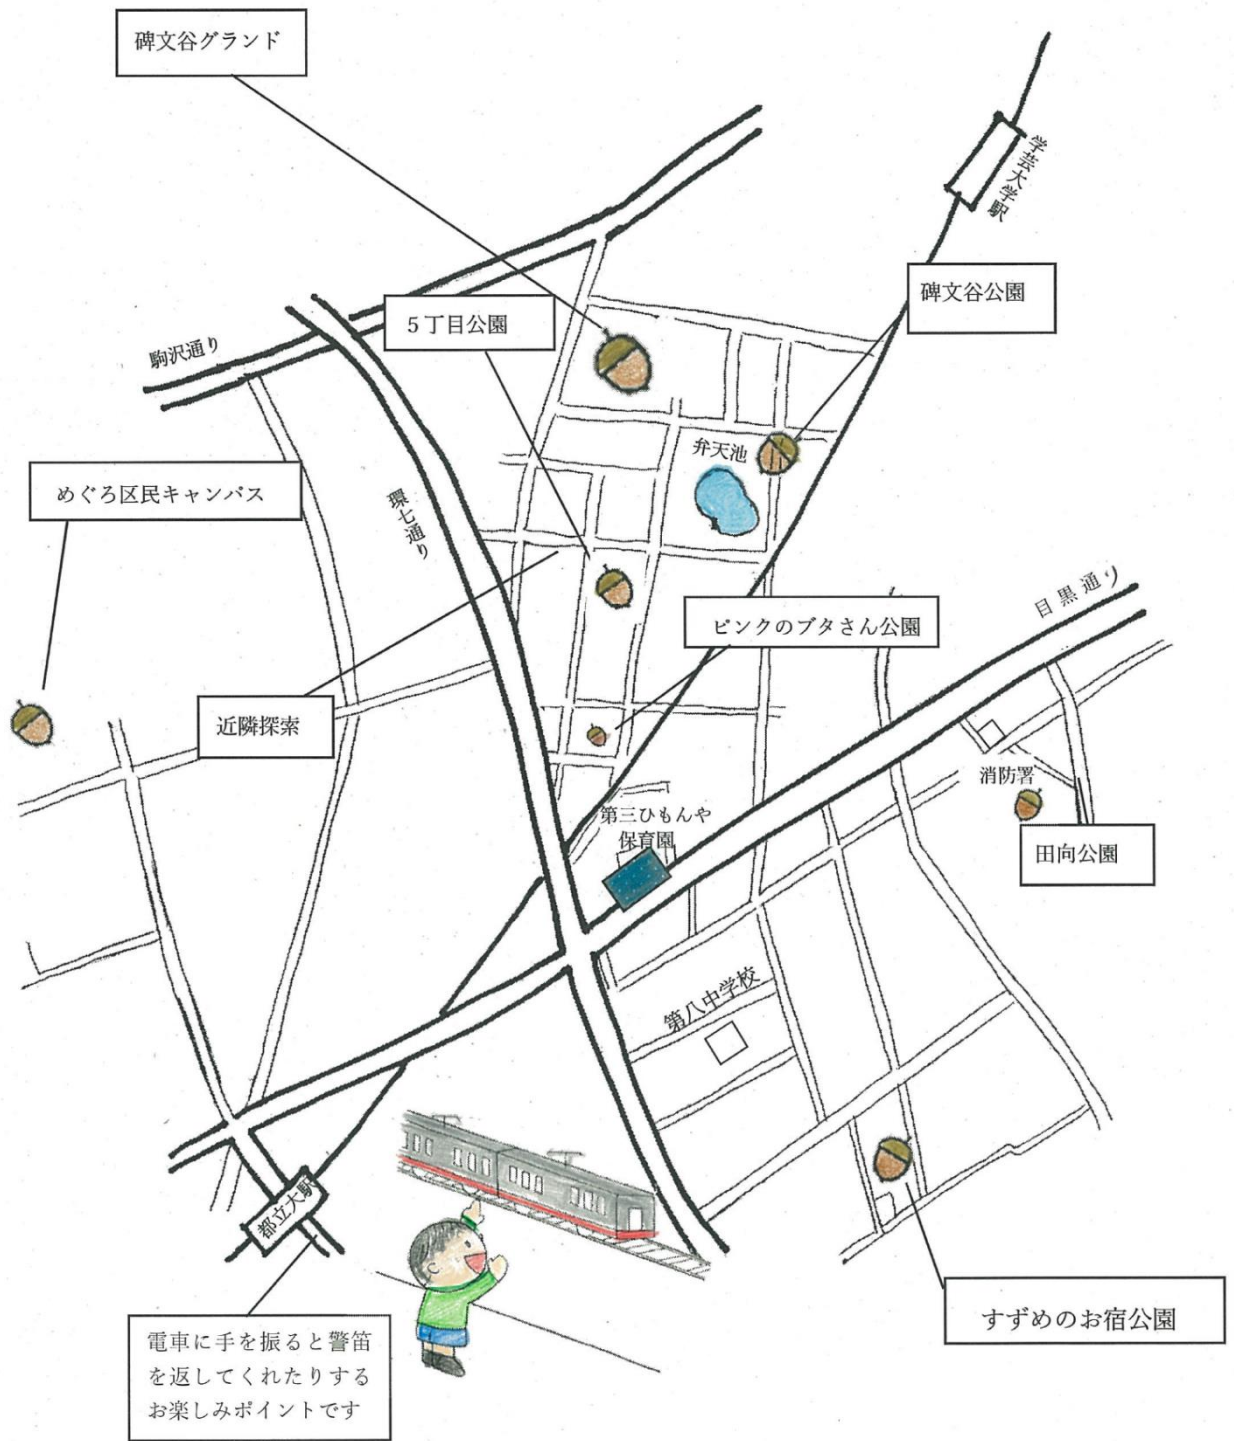 碑文谷グランド
学芸大学駅
碑文谷公園
5丁目公園
駒沢通り
弁天池
めぐろ区民キャンパス
環七通り
目黒通り
ピンクのブタさん公園
近隣探索
消防署
第三ひもんや
保育園
田向公園
第八中学校
都立大駅
すずめのお宿公園
電車に手を振ると警笛
を返してくれたりする
お楽しみポイントです